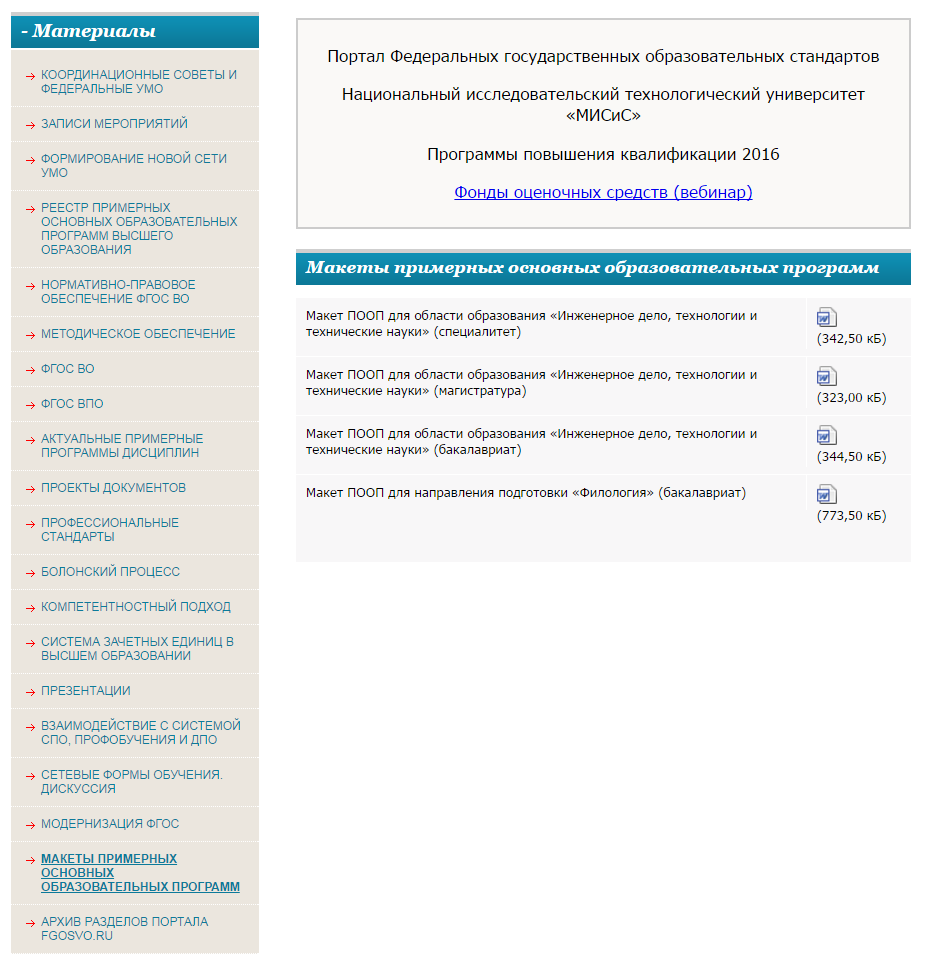 - Материалы
КООРДИНАЦИОННЫЕ СОВЕТЫ И
ФЕДЕРАЛЬНЫЕ УМО
ЗАПИСИ МЕРОПРИЯТИЙ
ФОРМИРОВАНИЕ НОВОЙ СЕТИ
УМО
РЕЕСТР ПРИМЕРНЫХ
ОСНОВНЫХ ОБРАЗОВАТЕЛЬНЫХ
ПРОГРАММ ВЫСШЕГО
ОБРАЗОВАНИЯ
НОРМАТИВНО-ПРАВОВОЕ
ОБЕСПЕЧЕНИЕ ФГОС ВО
МЕТОДИЧЕСКОЕ ОБЕСПЕЧЕНИЕ
ФГОС ВО
ФГОС ВПО
АКТУАЛЬНЫЕ ПРИМЕРНЫЕ
ПРОГРАММЫ ДИСЦИПЛИН
ПРОЕКТЫ ДОКУМЕНТОВ
ПРОФЕССИОНАЛЬНЫЕ
СТАНДАРТЫ
БОЛОНСКИЙ ПРОЦЕСС
КОМПЕТЕНТНОСТНЫЙ ПОДХОД
СИСТЕМА ЗАЧЕТНЫХ ЕДИНИЦ В
ВЫСШЕМ ОБРАЗОВАНИИ
ПРЕЗЕНТАЦИИ
ВЗАИМОДЕЙСТВИЕ С СИСТЕМОЙ
СПО, ПРОФОБУЧЕНИЯ И ДПО
СЕТЕВЫЕ ФОРМЫ ОБУЧЕНИЯ.
ДИСКУССИЯ
МОДЕРНИЗАЦИЯ ФГОС
МАКЕТЫ ПРИМЕРНЫХ
ОСНОВНЫХ
ОБРАЗОВАТЕЛЬНЫХ ПРОГРАММ
АРХИВ РАЗДЕЛОВ ПОРТАЛА
FGOSVO.RU
Портал Федеральных государственных образовательных стандартов
Национальный исследовательский технологический университет
«МИСиС»
Программы повышения квалификации 2016
Фонды оценочных средств (вебинар)
Макеты примерных основных образовательных программ
Макет ПООП для области образования «Инженерное дело, технологии и
технические науки» (специалитет)
(342,50 кБ)
Макет ПООП для области образования «Инженерное дело, технологии и
технические науки» (магистратура)
(323,00 кБ)
Макет ПООП для области образования «Инженерное дело, технологии и
технические науки» (бакалавриат)
(344,50 кБ)
Макет ПООП для направления подготовки «Филология» (бакалавриат)
(773,50 кБ)